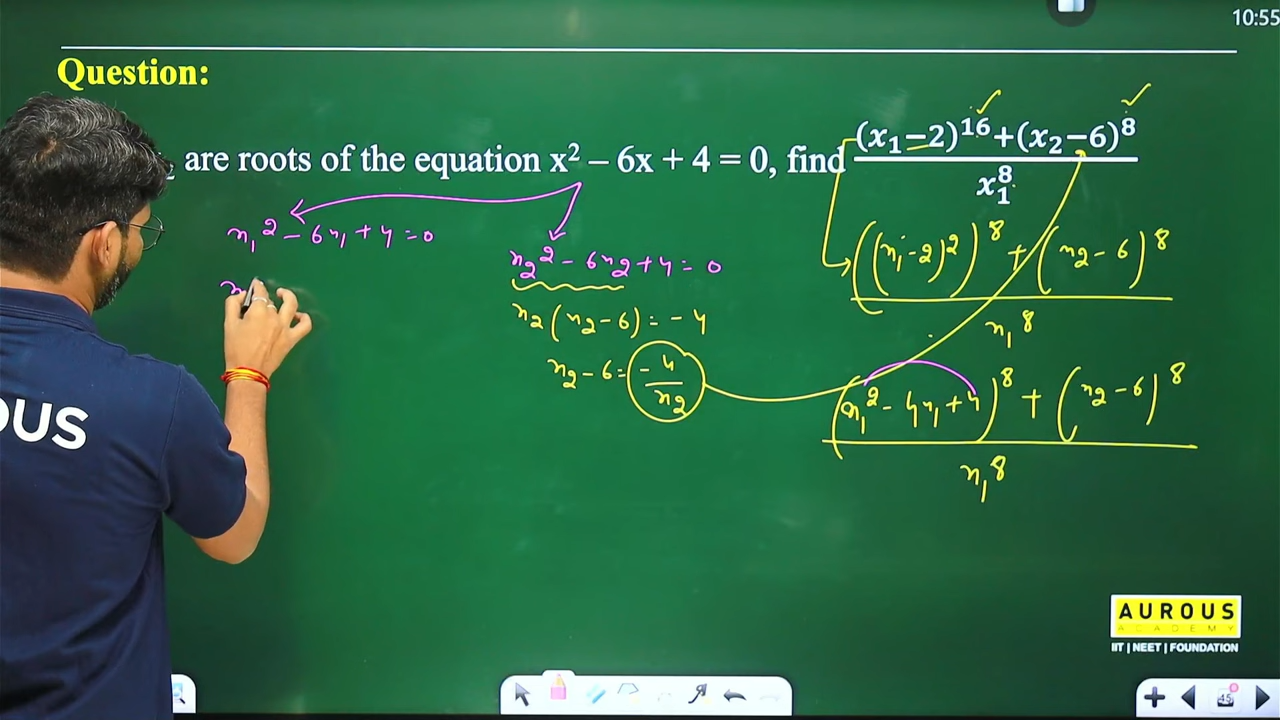 10:55
Question:
are roots of the equation x² – 6x + 4 = 0, find (x₁−2)¹⁶+(x₂−6)⁸ / x₁⁸
x₁² − 6x₁ + 4 = 0
x₂² − 6x₂ + 4 = 0
x₂(x₂−6) = −4
x₂ − 6 = −4/x₂
((x₁−2)²)⁸ + (x₂−6)⁸ / x₁⁸
(x₁² − 4x₁ + 4)⁸ + (x₂−6)⁸ / x₁⁸
OUS
AUROUS
ACADEMY
IIT | NEET | FOUNDATION